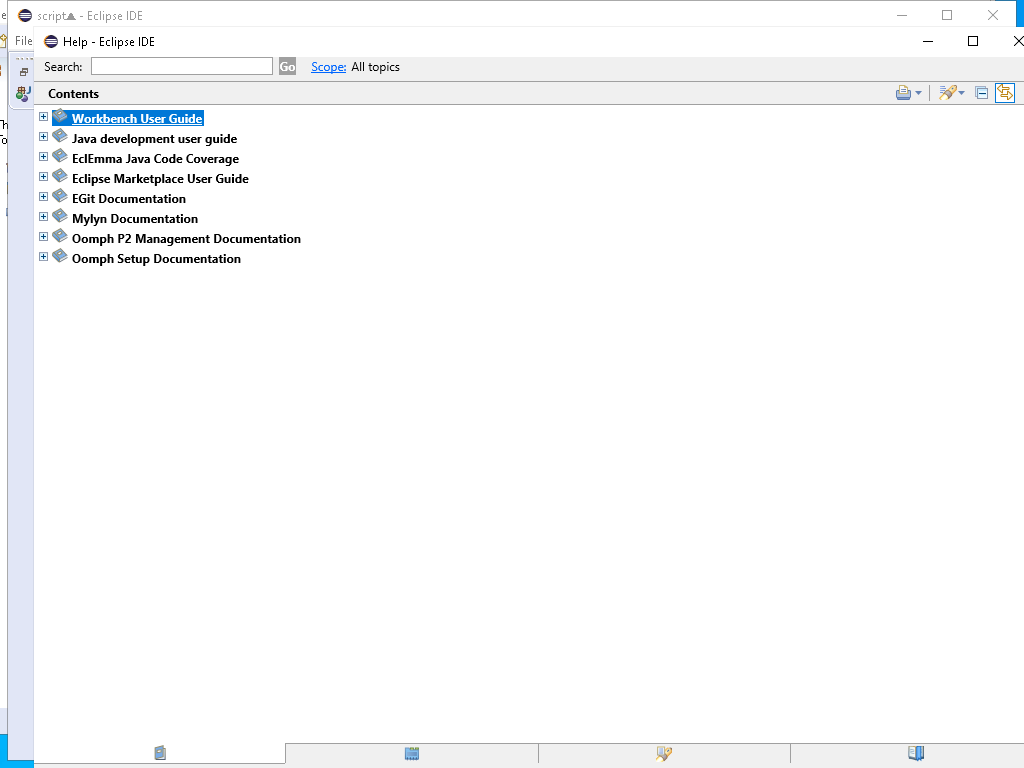 script - Eclipse IDE
File
Help - Eclipse IDE
Search:
Go
Scope: All topics
Contents
Workbench User Guide
Java development user guide
EclEmma Java Code Coverage
Eclipse Marketplace User Guide
EGit Documentation
Mylyn Documentation
Oomph P2 Management Documentation
Oomph Setup Documentation